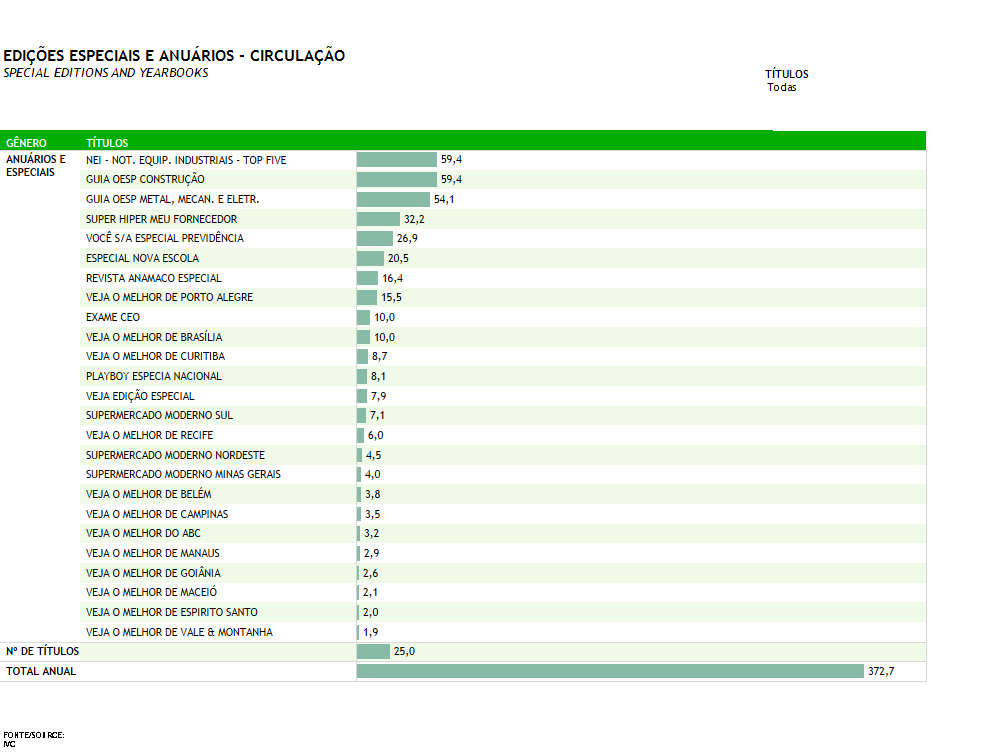 EDIÇÕES ESPECIAIS E ANUÁRIOS - CIRCULAÇÃO
SPECIAL EDITIONS AND YEARBOOKS
TÍTULOS
Todas
GÊNERO TÍTULOS
ANUÁRIOS E ESPECIAIS
NEI - NOT. EQUIP. INDUSTRIAIS - TOP FIVE 59,4
GUIA OESP CONSTRUÇÃO 59,4
GUIA OESP METAL, MECAN. E ELETR. 54,1
SUPER HIPER MEU FORNECEDOR 32,2
VOCÊ S/A ESPECIAL PREVIDÊNCIA 26,9
ESPECIAL NOVA ESCOLA 20,5
REVISTA ANAMACO ESPECIAL 16,4
VEJA O MELHOR DE PORTO ALEGRE 15,5
EXAME CEO 10,0
VEJA O MELHOR DE BRASÍLIA 10,0
VEJA O MELHOR DE CURITIBA 8,7
PLAYBOY ESPECIA NACIONAL 8,1
VEJA EDIÇÃO ESPECIAL 7,9
SUPERMERCADO MODERNO SUL 7,1
VEJA O MELHOR DE RECIFE 6,0
SUPERMERCADO MODERNO NORDESTE 4,5
SUPERMERCADO MODERNO MINAS GERAIS 4,0
VEJA O MELHOR DE BELÉM 3,8
VEJA O MELHOR DE CAMPINAS 3,5
VEJA O MELHOR DO ABC 3,2
VEJA O MELHOR DE MANAUS 2,9
VEJA O MELHOR DE GOIÂNIA 2,6
VEJA O MELHOR DE MACEIÓ 2,1
VEJA O MELHOR DE ESPIRITO SANTO 2,0
VEJA O MELHOR DE VALE & MONTANHA 1,9
Nº DE TÍTULOS 25,0
TOTAL ANUAL 372,7
FONTE/SOURCE:
IVC